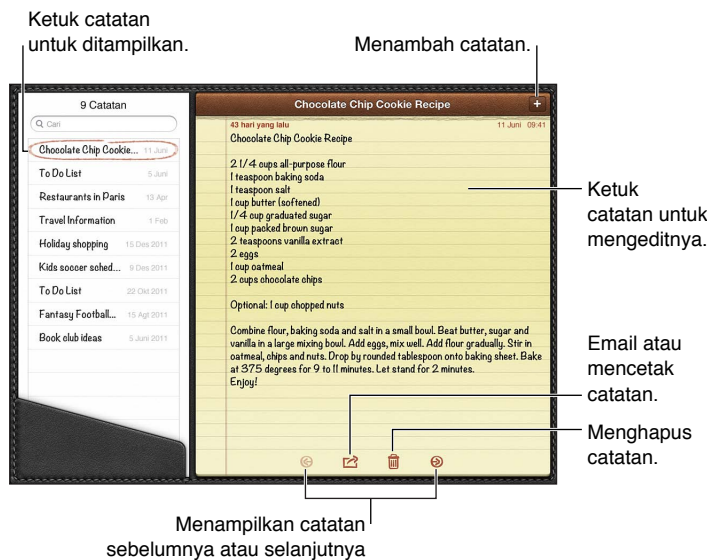 Ketuk catatan
untuk ditampilkan.
Menambah catatan.
9 Catatan
Cari
Chocolate Chip Cookie... 11 Juni
To Do List 5 Juni
Restaurants in Paris 13 Apr
Travel Information 1 Feb
Holiday shopping 15 Des 2011
Kids soccer sched... 9 Des 2011
To Do List 22 Okt 2011
Fantasy Football... 15 Agt 2011
Book club ideas 5 Juni 2011
Chocolate Chip Cookie Recipe +
43 hari yang lalu 11 Juni 09:41
Chocolate Chip Cookie Recipe
2 1/4 cups all-purpose flour
1 teaspoon baking soda
1 teaspoon salt
1 cup butter (softened)
1/4 cup graduated sugar
1 cup packed brown sugar
2 teaspoons vanilla extract
2 eggs
1 cup oatmeal
2 cups chocolate chips
Optional: 1 cup chopped nuts
Combine flour, baking soda and salt in a small bowl. Beat butter, sugar and
vanilla in a large mixing bowl. Add eggs, mix well. Add flour gradually. Stir in
oatmeal, chips and nuts. Drop by rounded tablespoon onto baking sheet. Bake
at 375 degrees for 9 to 11 minutes. Let stand for 2 minutes.
Enjoy!
Ketuk
catatan untuk
mengeditnya.
Email atau
mencetak
catatan.
Menghapus
catatan.
Menampilkan catatan
sebelumnya atau selanjutnya